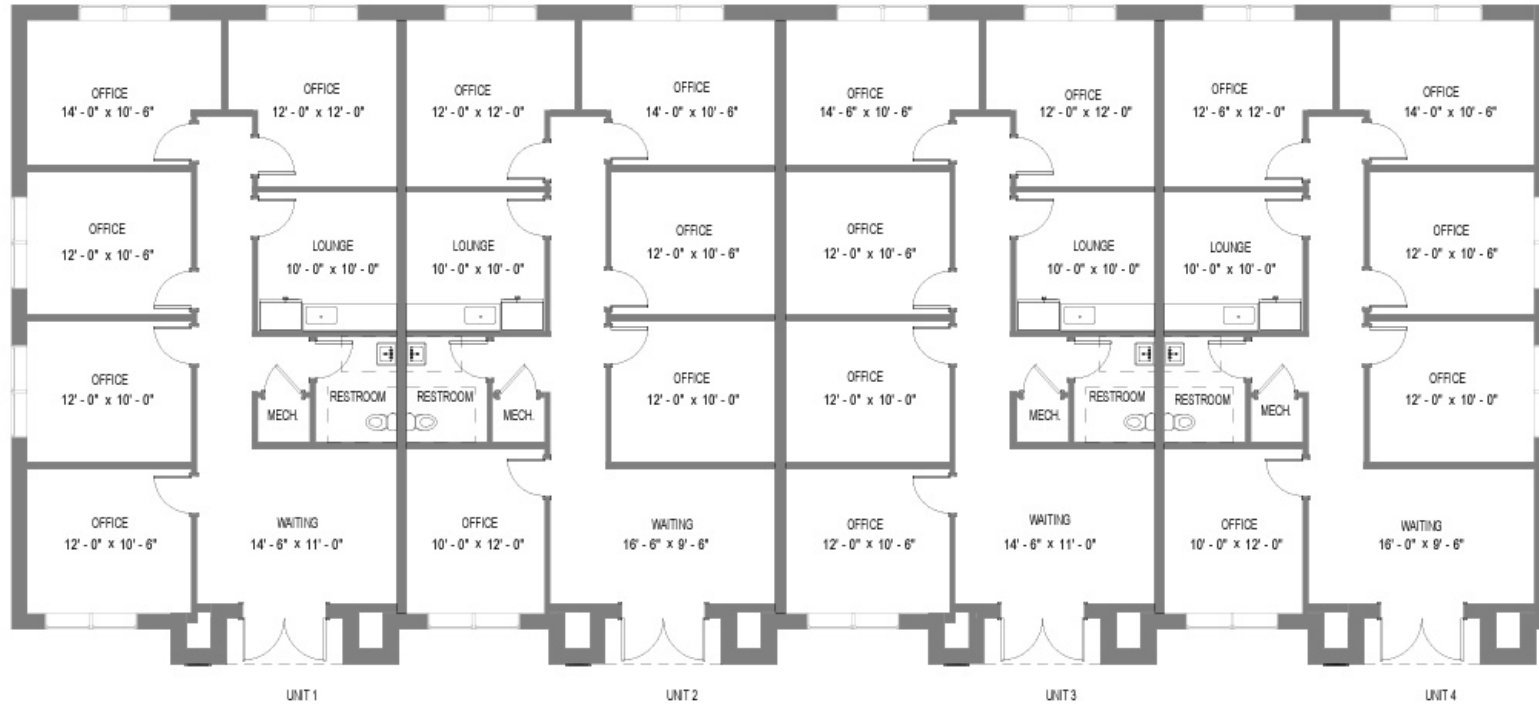 OFFICE
14' - 0" x 10' - 6"
OFFICE
12' - 0" x 12' - 0"
OFFICE
12' - 0" x 12' - 0"
OFFICE
14' - 0" x 10' - 6"
OFFICE
14' - 6" x 10' - 6"
OFFICE
12' - 0" x 12' - 0"
OFFICE
12' - 6" x 12' - 0"
OFFICE
14' - 0" x 10' - 6"
OFFICE
12' - 0" x 10' - 6"
LOUNGE
10' - 0" x 10' - 0"
LOUNGE
10' - 0" x 10' - 0"
OFFICE
12' - 0" x 10' - 6"
OFFICE
12' - 0" x 10' - 6"
LOUNGE
10' - 0" x 10' - 0"
LOUNGE
10' - 0" x 10' - 0"
OFFICE
12' - 0" x 10' - 6"
OFFICE
12' - 0" x 10' - 0"
MECH.
RESTROOM
RESTROOM
MECH.
OFFICE
12' - 0" x 10' - 0"
OFFICE
12' - 0" x 10' - 0"
MECH.
RESTROOM
RESTROOM
MECH.
OFFICE
12' - 0" x 10' - 0"
OFFICE
12' - 0" x 10' - 6"
WAITING
14' - 6" x 11' - 0"
OFFICE
10' - 0" x 12' - 0"
WAITING
16' - 6" x 9' - 6"
OFFICE
12' - 0" x 10' - 6"
WAITING
14' - 6" x 11' - 0"
OFFICE
10' - 0" x 12' - 0"
WAITING
16' - 0" x 9' - 6"
UNIT 1
UNIT 2
UNIT 3
UNIT 4